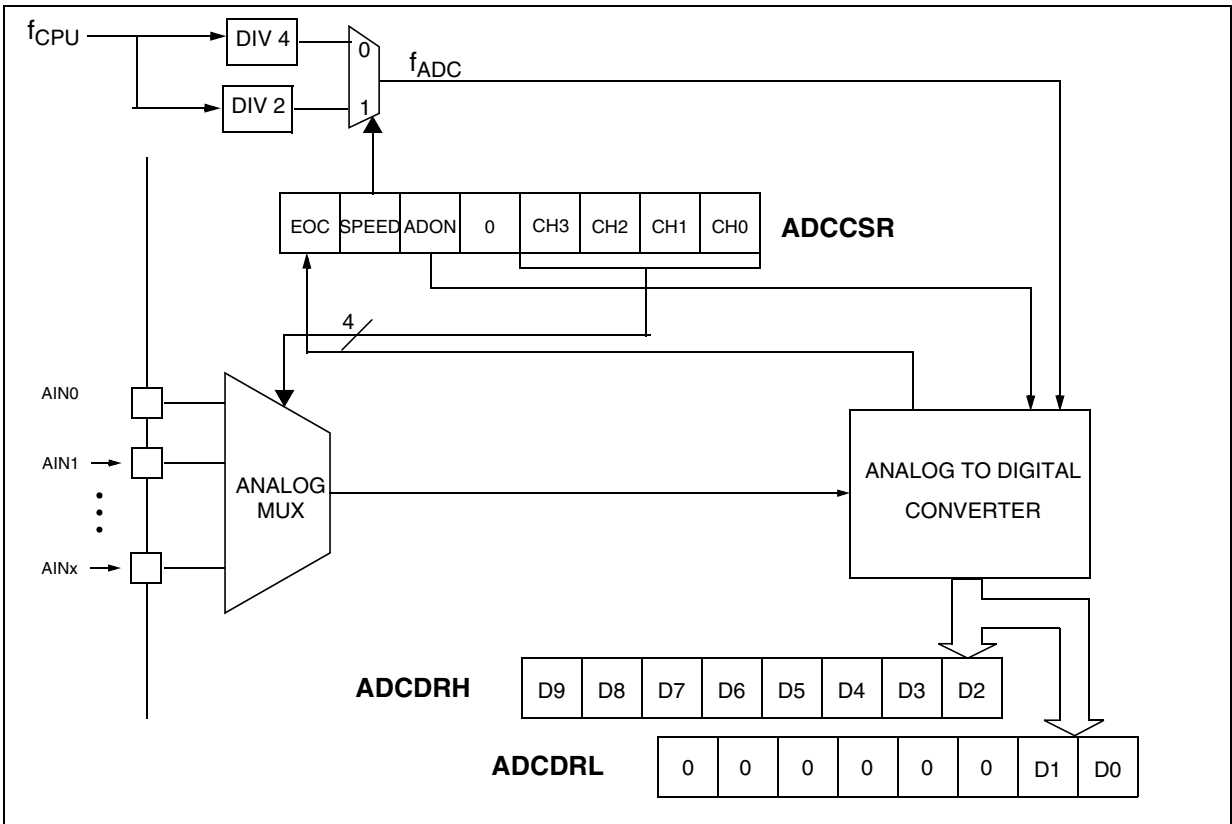 fCPU
DIV 4
0
fADC
DIV 2
1
EOC SPEED ADON 0 CH3 CH2 CH1 CH0 ADCCSR
4
AIN0
AIN1
ANALOG
MUX
ANALOG TO DIGITAL
CONVERTER
AINx
ADCDRH D9 D8 D7 D6 D5 D4 D3 D2
ADCDRL 0 0 0 0 0 0 D1 D0